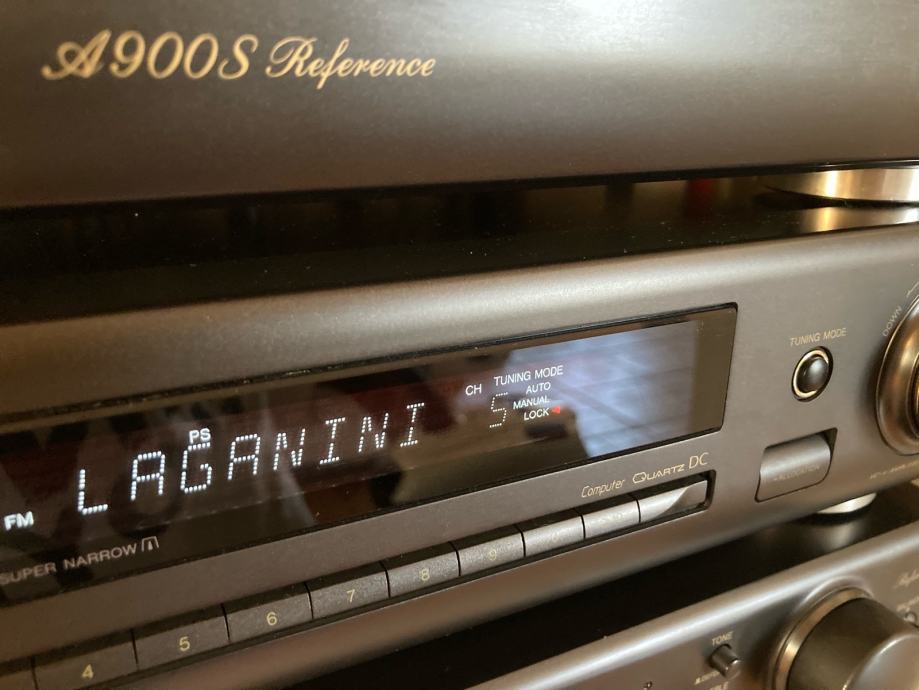 A900S Reference
DOWN
TUNING MODE
CH TUNING MODE
AUTO
MANUAL
LOCK
5
PS
LAGANINI
FM
Computer QUARTZ DC
SUPER NARROW
4 5 6 7 8 9
TONE